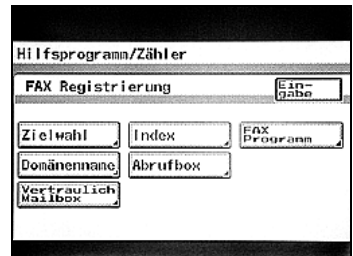 Hilfsprogramm/Zähler
FAX Registrierung
Ein-
gabe
Zielwahl
Index
FAX
Programm
Domänenname
Abrufbox
Vertraulich
Mailbox